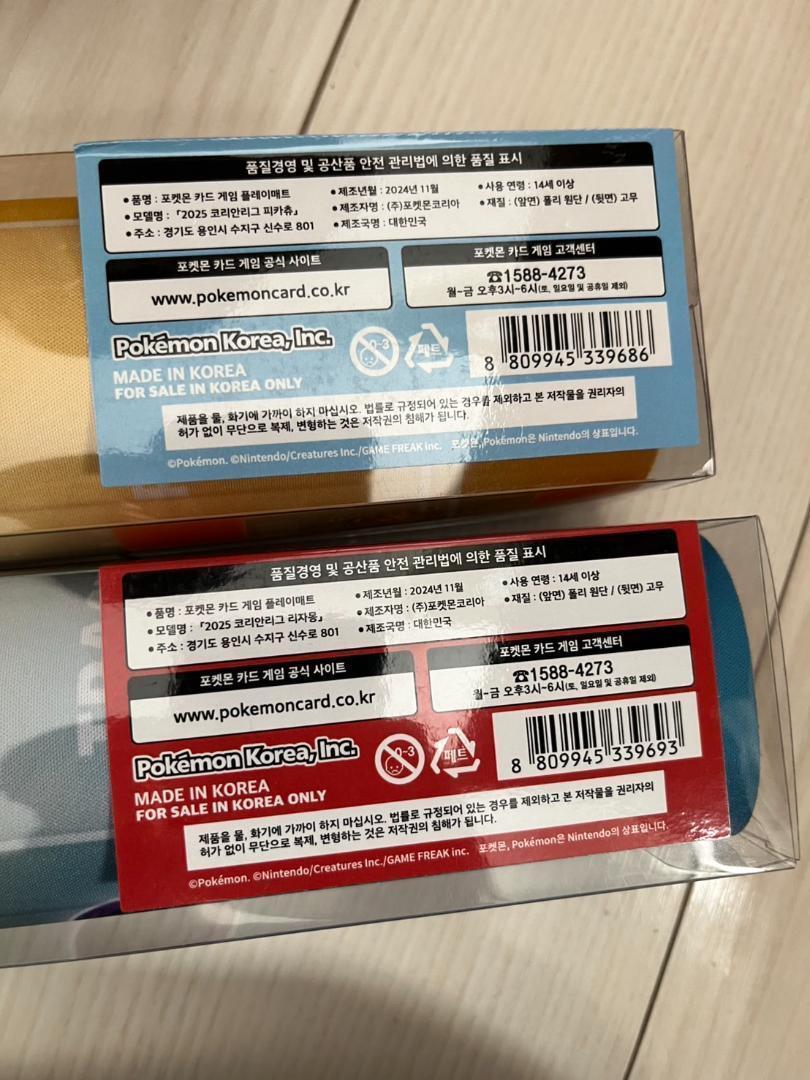 품질경영 및 공산품 안전 관리법에 의한 품질 표시
• 품명 : 포켓몬 카드 게임 플레이매트
• 모델명 : 「2025 코리안리그 피카츄」
• 주소 : 경기도 용인시 수지구 신수로 801
• 제조년월 : 2024년 11월
• 제조자명 : (주)포켓몬코리아
• 제조국명 : 대한민국
• 사용 연령 : 14세 이상
• 재질 : (앞면) 폴리 원단 / (뒷면) 고무
포켓몬 카드 게임 공식 사이트
www.pokemoncard.co.kr
포켓몬 카드 게임 고객센터
☎1588-4273
월-금 오후3시~6시(토, 일요일 및 공휴일 제외)
Pokémon Korea, Inc.
MADE IN KOREA
FOR SALE IN KOREA ONLY
0-3
페트
8 809945 339686
제품을 물, 화기에 가까이 하지 마십시오. 법률로 규정되어 있는 경우를 제외하고 본 저작물을 권리자의
허가 없이 무단으로 복제, 변형하는 것은 저작권의 침해가 됩니다.
©Pokémon. ©Nintendo/Creatures Inc./GAME FREAK inc. 포켓몬, Pokémon은 Nintendo의 상표입니다.
품질경영 및 공산품 안전 관리법에 의한 품질 표시
• 품명 : 포켓몬 카드 게임 플레이매트
• 모델명 : 「2025 코리안리그 리자몽」
• 주소 : 경기도 용인시 수지구 신수로 801
• 제조년월 : 2024년 11월
• 제조자명 : (주)포켓몬코리아
• 제조국명 : 대한민국
• 사용 연령 : 14세 이상
• 재질 : (앞면) 폴리 원단 / (뒷면) 고무
포켓몬 카드 게임 공식 사이트
www.pokemoncard.co.kr
포켓몬 카드 게임 고객센터
☎1588-4273
월-금 오후3시~6시(토, 일요일 및 공휴일 제외)
Pokémon Korea, Inc.
MADE IN KOREA
FOR SALE IN KOREA ONLY
0-3
페트
8 809945 339693
제품을 물, 화기에 가까이 하지 마십시오. 법률로 규정되어 있는 경우를 제외하고 본 저작물을 권리자의
허가 없이 무단으로 복제, 변형하는 것은 저작권의 침해가 됩니다.
©Pokémon. ©Nintendo/Creatures Inc./GAME FREAK inc. 포켓몬, Pokémon은 Nintendo의 상표입니다.